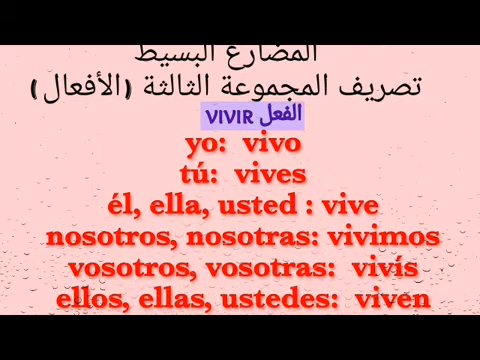 المضارع البسيط
تصريف المجموعة الثالثة (الأفعال)
الفعل VIVIR
yo: vivo
tú: vives
él, ella, usted : vive
nosotros, nosotras: vivimos
vosotros, vosotras: vivís
ellos, ellas, ustedes: viven